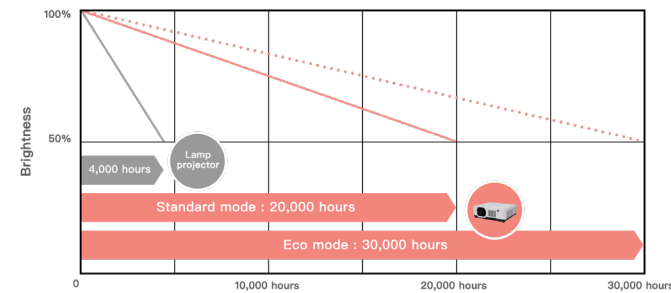 100%
50%
Brightness
4,000 hours
Lamp
projector
Standard mode : 20,000 hours
Eco mode : 30,000 hours
0
10,000 hours
20,000 hours
30,000 hours